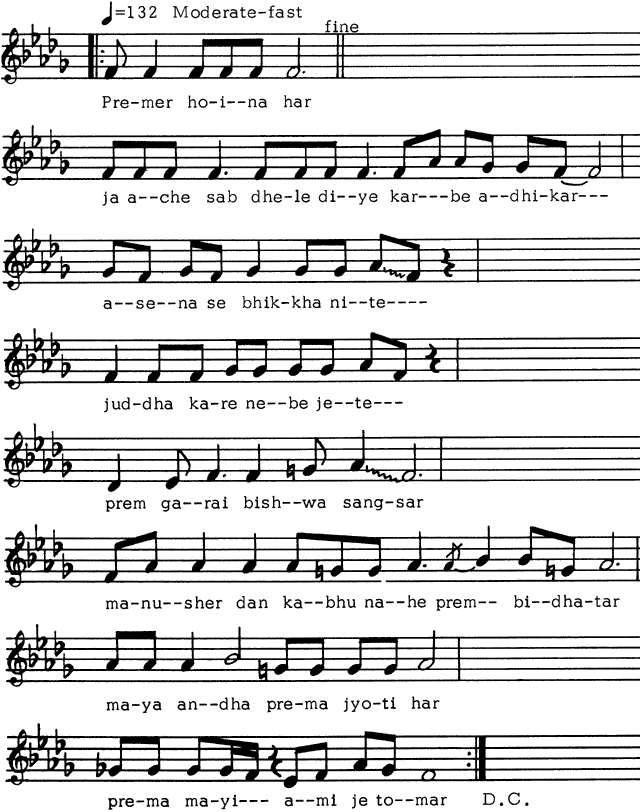 ♩=132 Moderate-fast
fine
Pre-mer ho-i--na har
ja a--che sab dhe-le di--ye kar---be a--dhi-kar---
a--se--na se bhik-kha ni--te----
jud-dha ka--re ne--be je--te---
prem ga--rai bish--wa sang-sar
ma-nu--sher dan ka--bhu na--he prem-- bi--dha-tar
ma-ya an--dha pre-ma jyo-ti har
pre-ma ma-yi--- a--mi je to--mar D.C.